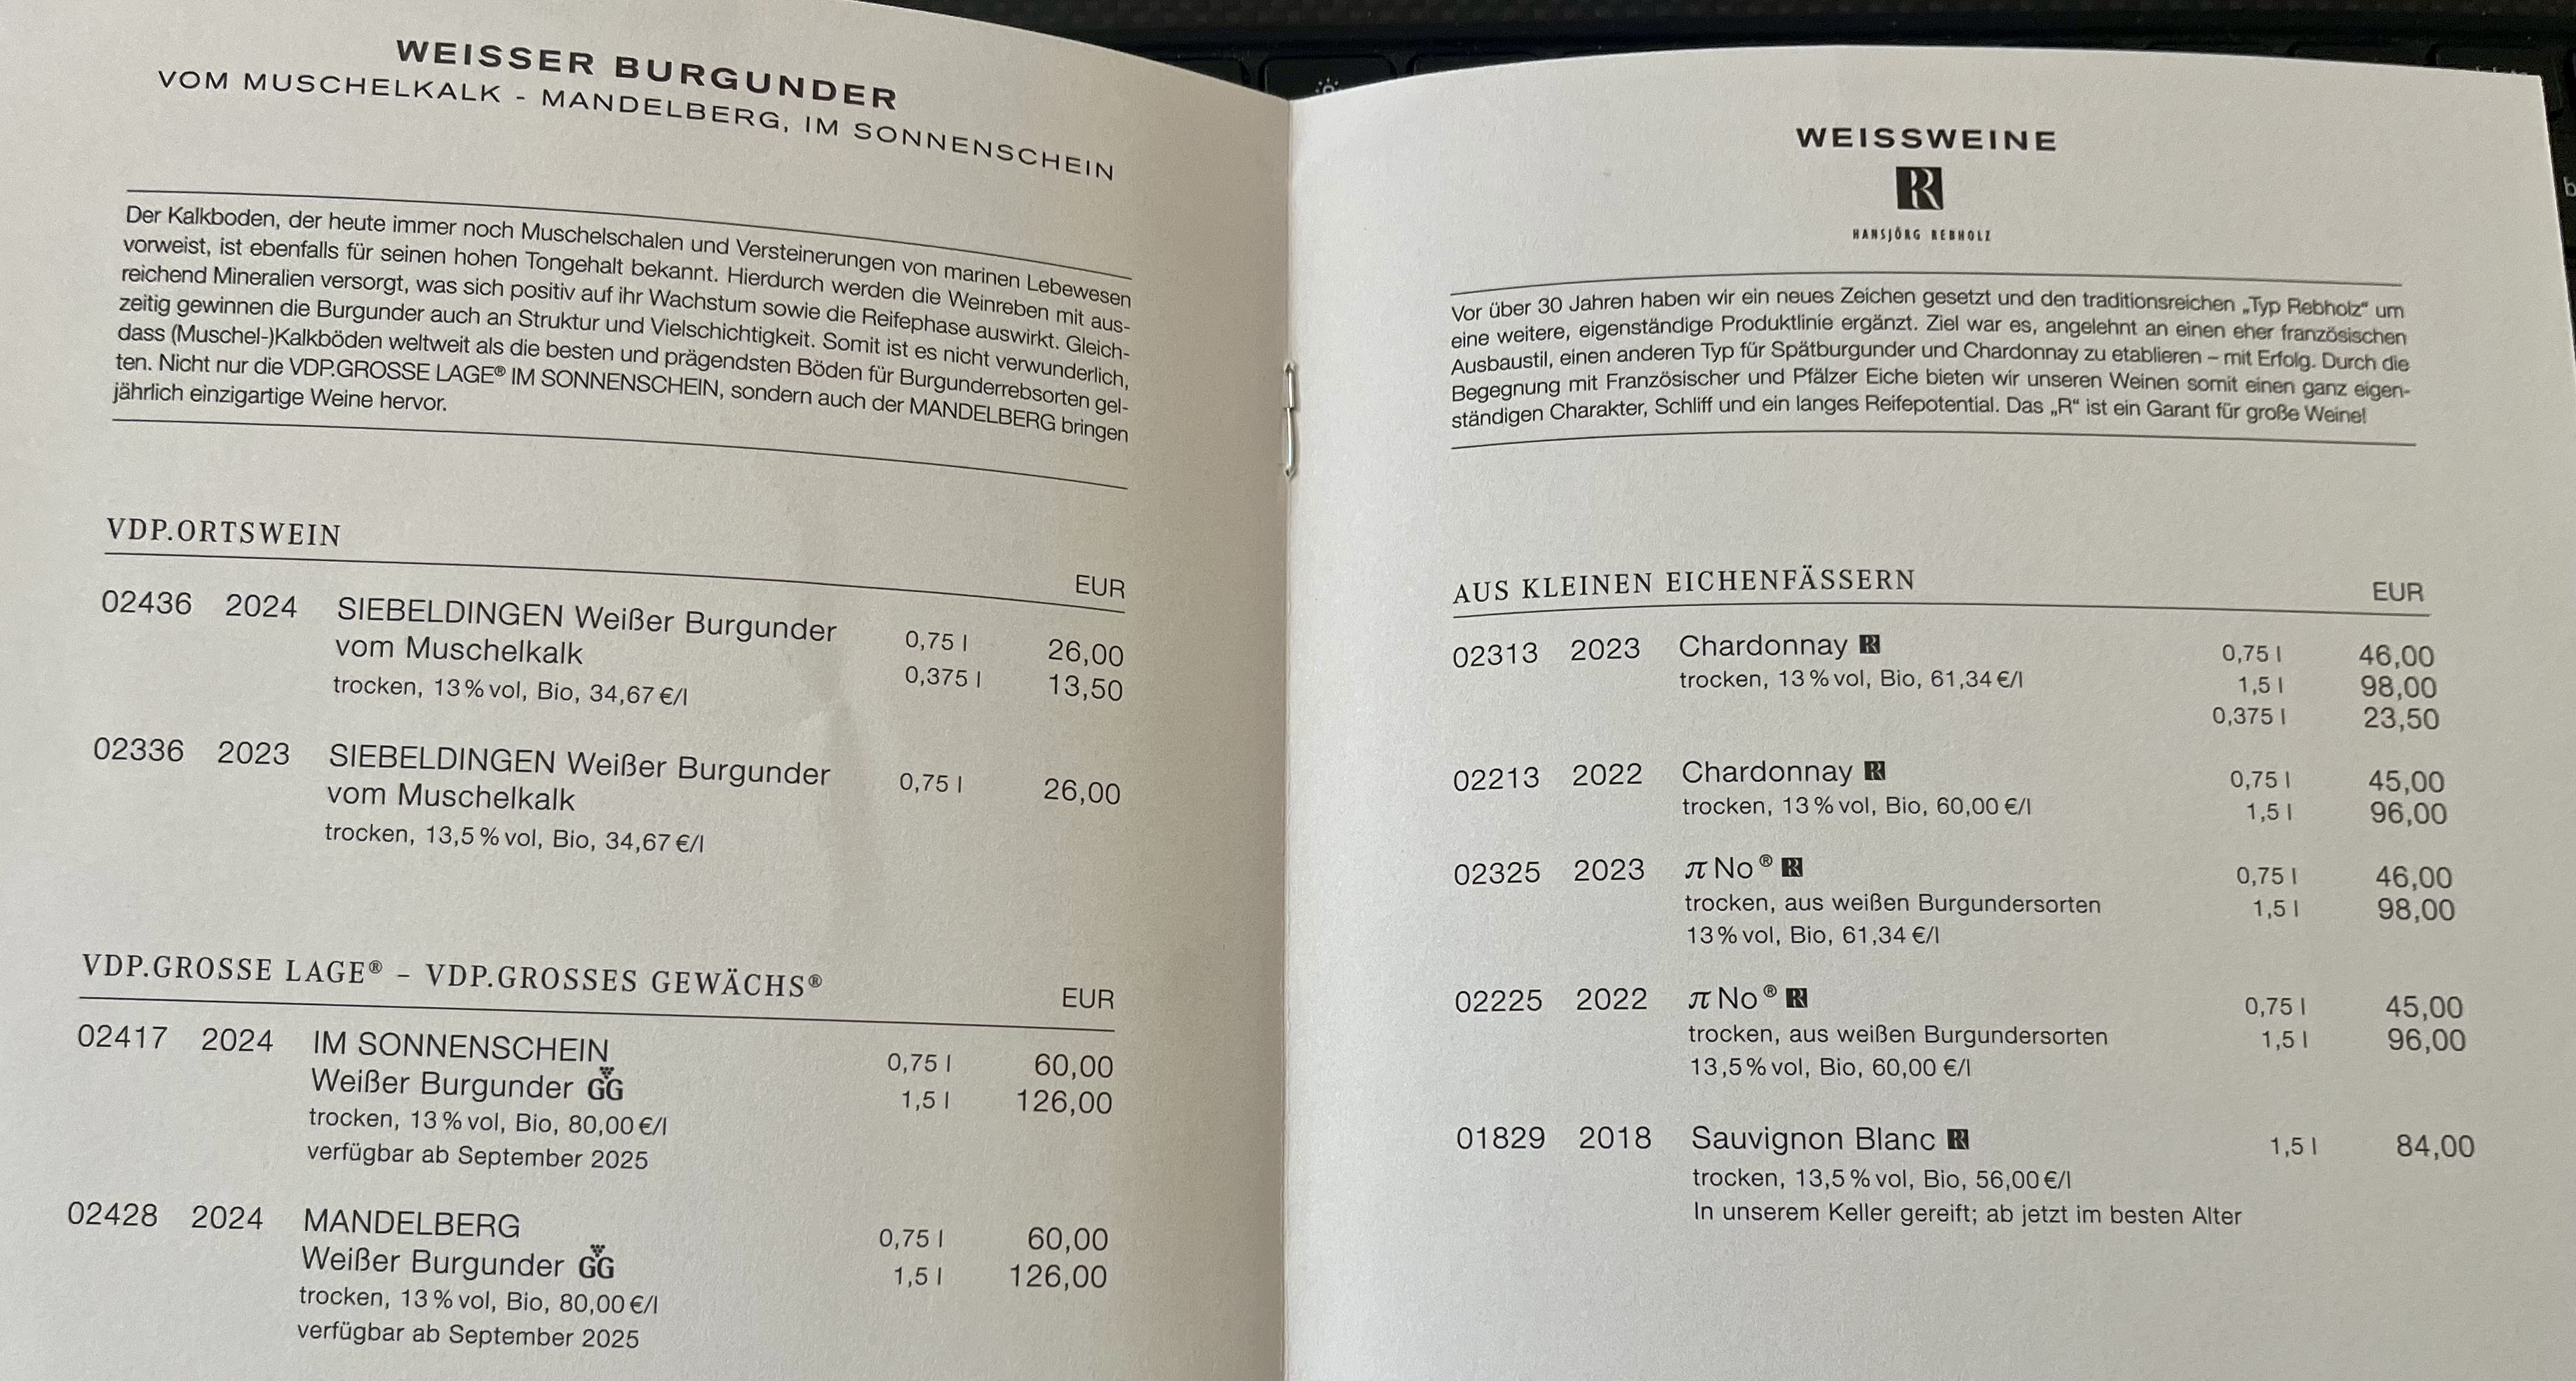 WEISSER BURGUNDER
VOM MUSCHELKALK - MANDELBERG, IM SONNENSCHEIN
Der Kalkboden, der heute immer noch Muschelschalen und Versteinerungen von marinen Lebewesen
vorweist, ist ebenfalls für seinen hohen Tongehalt bekannt. Hierdurch werden die Weinreben mit aus-
reichend Mineralien versorgt, was sich positiv auf ihr Wachstum sowie die Reifephase auswirkt. Gleich-
zeitig gewinnen die Burgunder auch an Struktur und Vielschichtigkeit. Somit ist es nicht verwunderlich,
dass (Muschel-)Kalkböden weltweit als die besten und prägendsten Böden für Burgunderrebsorten gel-
ten. Nicht nur die VDP.GROSSE LAGE® IM SONNENSCHEIN, sondern auch der MANDELBERG bringen
jährlich einzigartige Weine hervor.
VDP.ORTSWEIN
EUR
02436 2024 SIEBELDINGEN Weißer Burgunder 0,75 l 26,00
vom Muschelkalk 0,375 l 13,50
trocken, 13 % vol, Bio, 34,67 €/l
02336 2023 SIEBELDINGEN Weißer Burgunder 0,75 l 26,00
vom Muschelkalk
trocken, 13,5 % vol, Bio, 34,67 €/l
VDP.GROSSE LAGE® – VDP.GROSSES GEWÄCHS®
EUR
02417 2024 IM SONNENSCHEIN 0,75 l 60,00
Weißer Burgunder GG 1,5 l 126,00
trocken, 13 % vol, Bio, 80,00 €/l
verfügbar ab September 2025
02428 2024 MANDELBERG 0,75 l 60,00
Weißer Burgunder GG 1,5 l 126,00
trocken, 13 % vol, Bio, 80,00 €/l
verfügbar ab September 2025
WEISSWEINE
R
HANSJÖRG REBHOLZ
Vor über 30 Jahren haben wir ein neues Zeichen gesetzt und den traditionsreichen „Typ Rebholz“ um
eine weitere, eigenständige Produktlinie ergänzt. Ziel war es, angelehnt an einen eher französischen
Ausbaustil, einen anderen Typ für Spätburgunder und Chardonnay zu etablieren – mit Erfolg. Durch die
Begegnung mit Französischer und Pfälzer Eiche bieten wir unseren Weinen somit einen ganz eigen-
ständigen Charakter, Schliff und ein langes Reifepotential. Das „R“ ist ein Garant für große Weine!
AUS KLEINEN EICHENFÄSSERN EUR
02313 2023 Chardonnay R 0,75 l 46,00
trocken, 13 % vol, Bio, 61,34 €/l 1,5 l 98,00
0,375 l 23,50
02213 2022 Chardonnay R 0,75 l 45,00
trocken, 13 % vol, Bio, 60,00 €/l 1,5 l 96,00
02325 2023 π No® R 0,75 l 46,00
trocken, aus weißen Burgundersorten 1,5 l 98,00
13 % vol, Bio, 61,34 €/l
02225 2022 π No® R 0,75 l 45,00
trocken, aus weißen Burgundersorten 1,5 l 96,00
13,5 % vol, Bio, 60,00 €/l
01829 2018 Sauvignon Blanc R 1,5 l 84,00
trocken, 13,5 % vol, Bio, 56,00 €/l
In unserem Keller gereift; ab jetzt im besten Alter